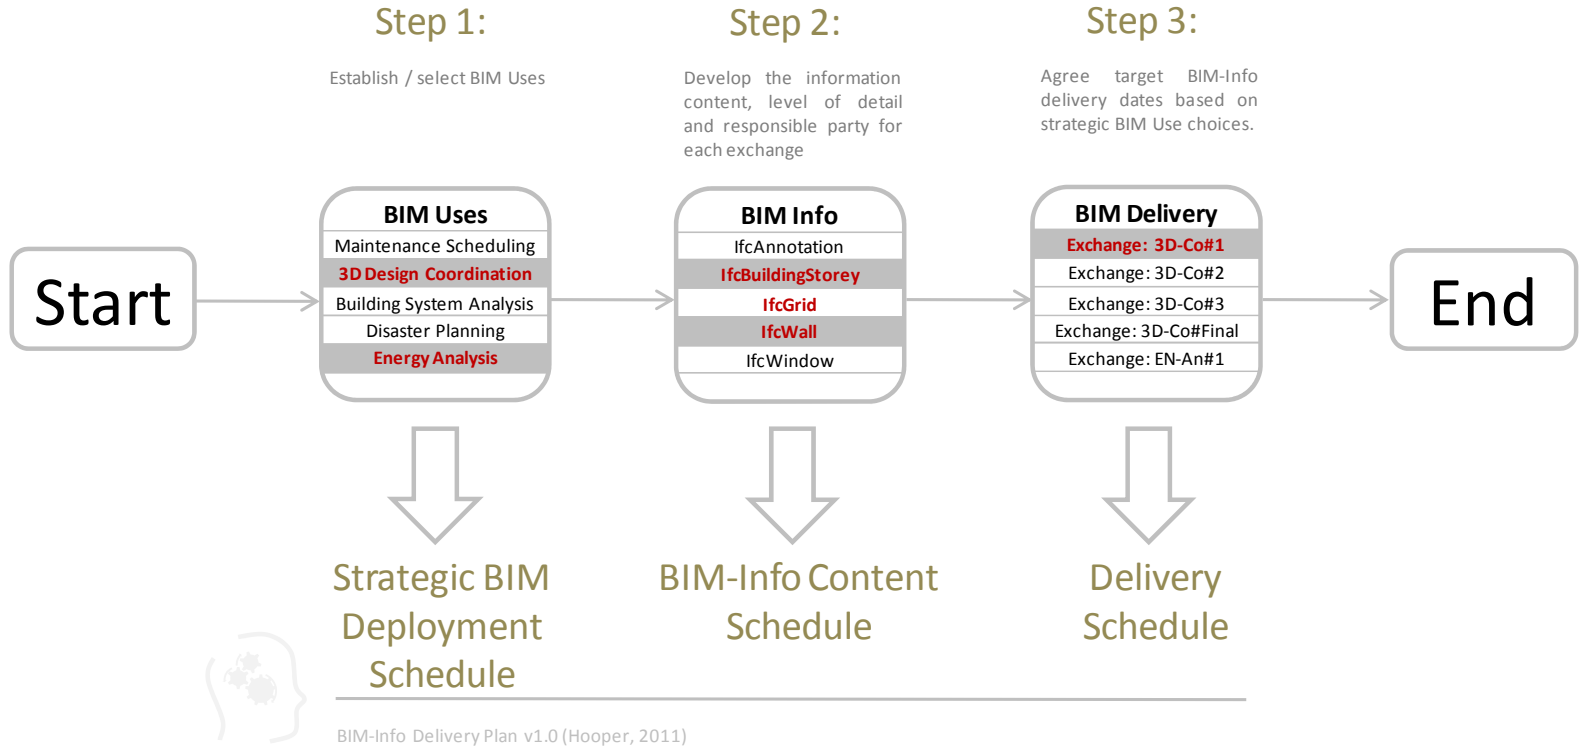 Step 1:
Establish / select BIM Uses
Step 2:
Develop the information
content, level of detail
and responsible party for
each exchange
Step 3:
Agree target BIM-Info
delivery dates based on
strategic BIM Use choices.
Start
BIM Uses
Maintenance Scheduling
3D Design Coordination
Building System Analysis
Disaster Planning
Energy Analysis
BIM Info
IfcAnnotation
IfcBuildingStorey
IfcGrid
IfcWall
IfcWindow
BIM Delivery
Exchange: 3D-Co#1
Exchange: 3D-Co#2
Exchange: 3D-Co#3
Exchange: 3D-Co#Final
Exchange: EN-An#1
End
Strategic BIM
Deployment
Schedule
BIM-Info Content
Schedule
Delivery
Schedule
BIM-Info Delivery Plan v1.0 (Hooper, 2011)